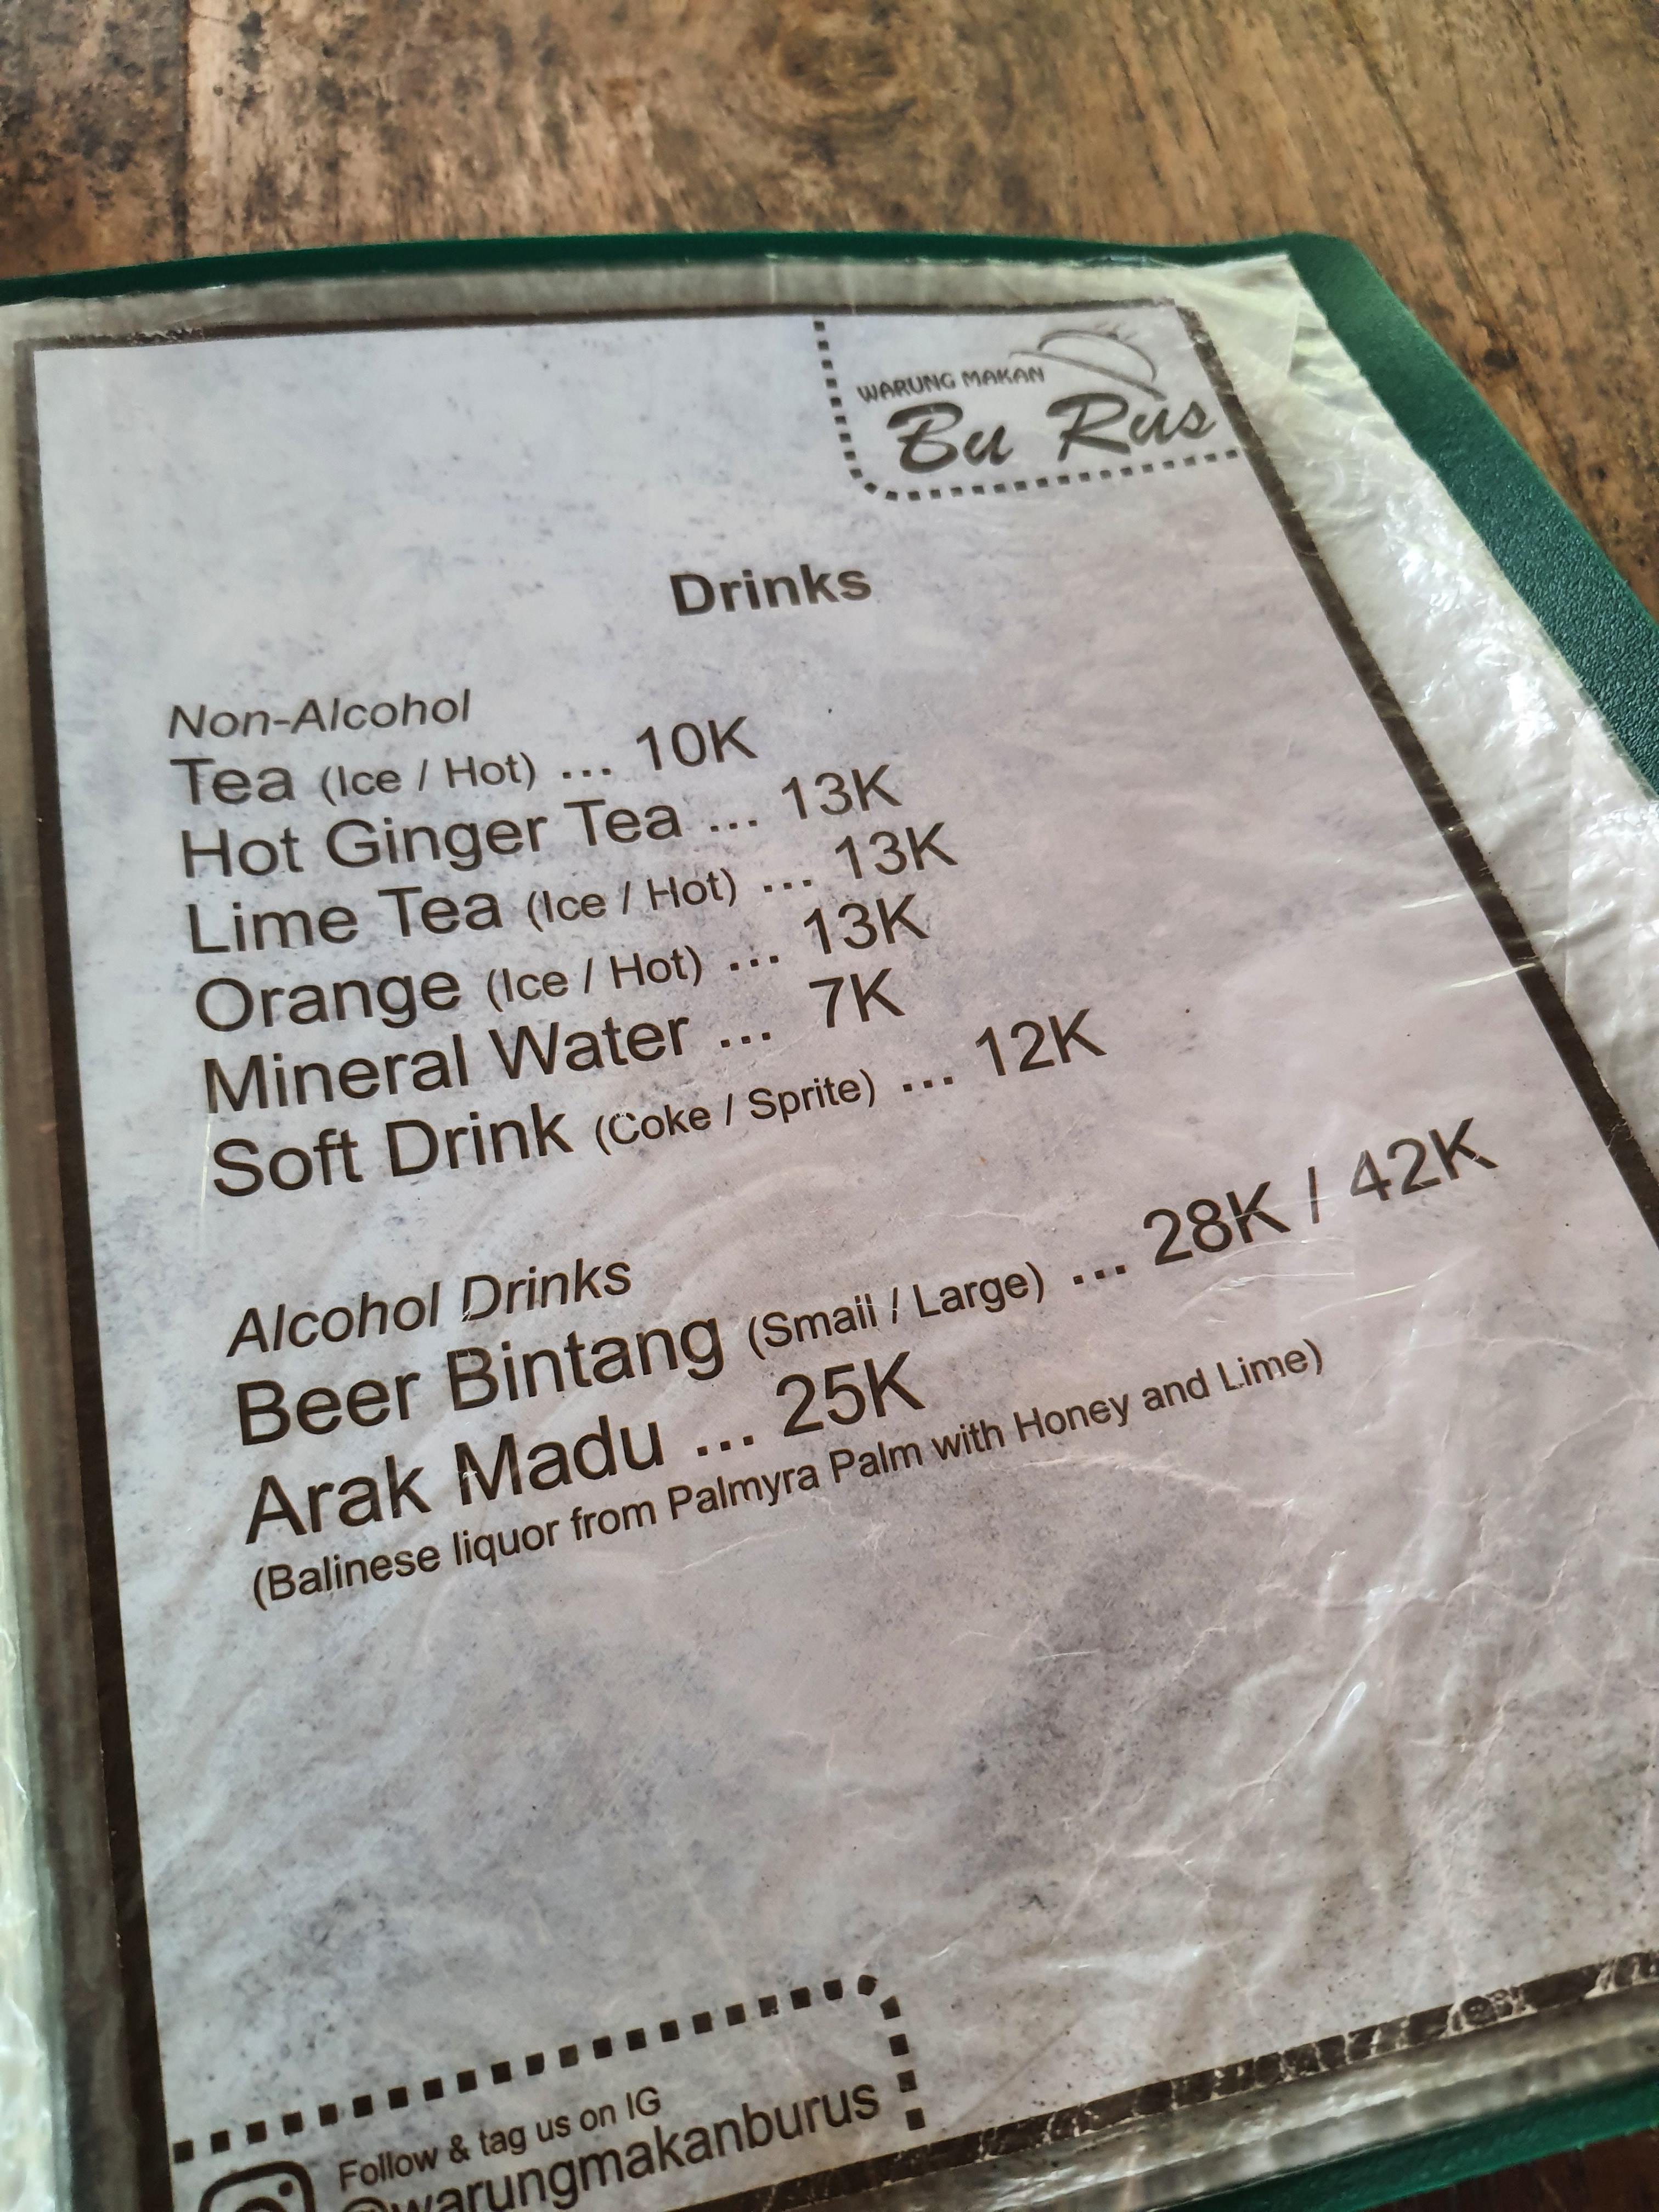 WARUNG MAKAN
Bu Rus
Drinks
Non-Alcohol
Tea (Ice / Hot) ... 10K
Hot Ginger Tea ... 13K
Lime Tea (Ice / Hot) ... 13K
Orange (Ice / Hot) ... 13K
Mineral Water ... 7K
Soft Drink (Coke / Sprite) ... 12K
Alcohol Drinks
Beer Bintang (Small / Large) ... 28K / 42K
Arak Madu ... 25K
(Balinese liquor from Palmyra Palm with Honey and Lime)
Follow & tag us on IG
@warungmakanburus